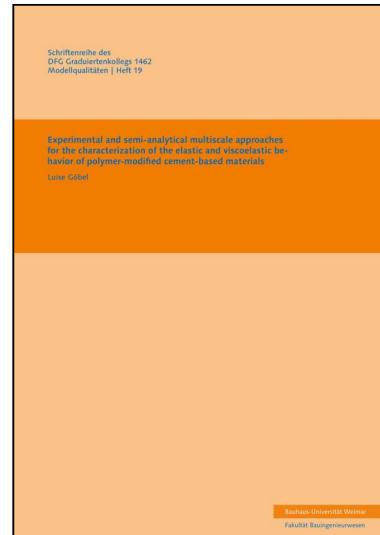 Schriftenreihe des
DFG Graduiertenkollegs 1462
Modellqualitäten | Heft 19
Experimental and semi-analytical multiscale approaches
for the characterization of the elastic and viscoelastic be-
havior of polymer-modified cement-based materials
Luise Göbel
Bauhaus-Universität Weimar
Fakultät Bauingenieurwesen